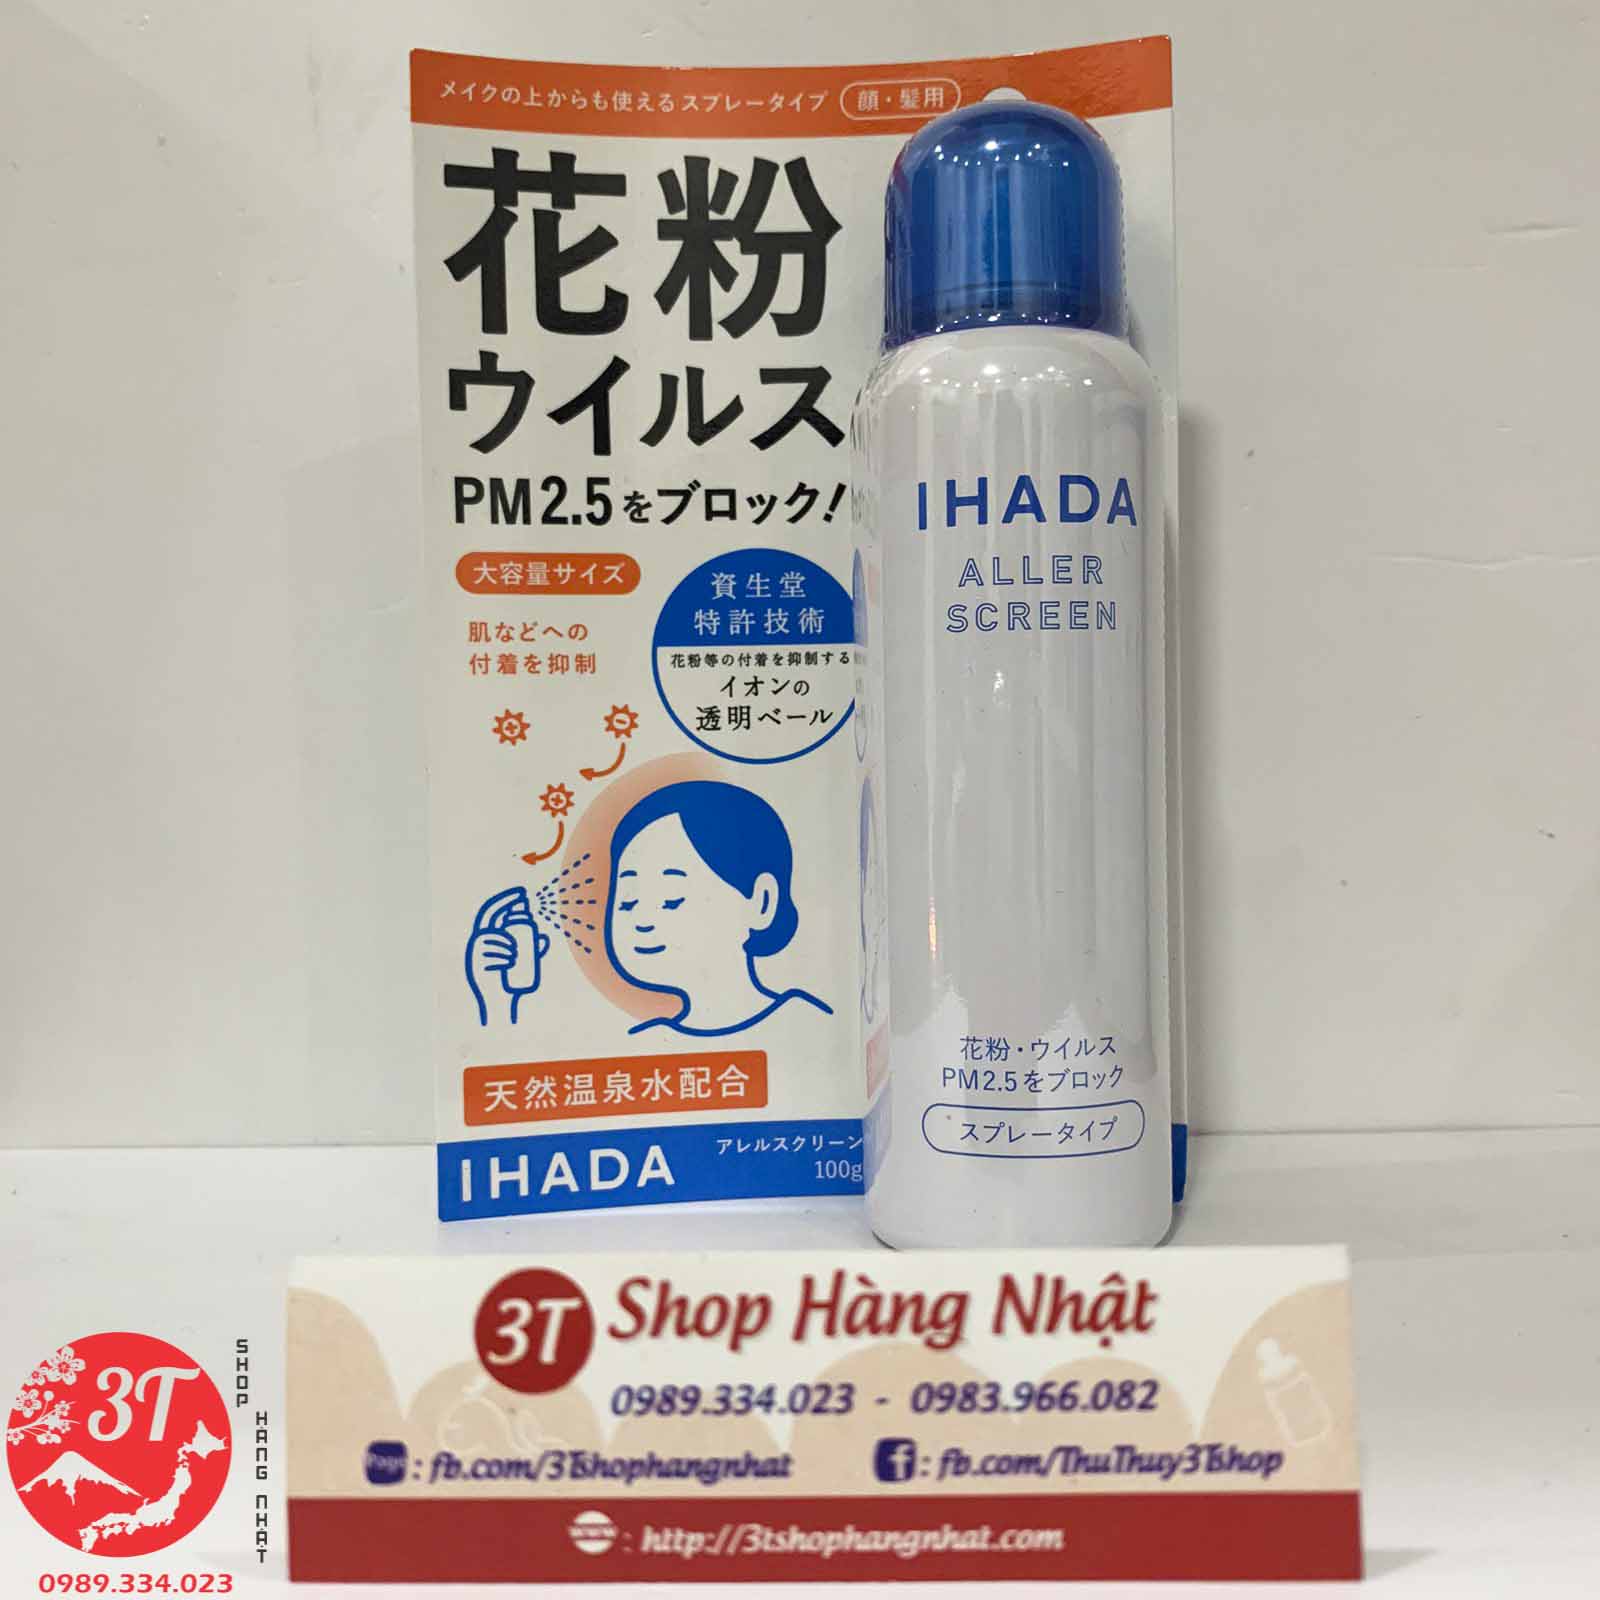 メイクの上からも使えるスプレータイプ 顔・髪用
花粉
ウイルス
PM2.5をブロック!
大容量サイズ
肌などへの
付着を抑制
資生堂
特許技術
花粉等の付着を抑制する
イオンの
透明ベール
天然温泉水配合
IHADA
アレルスクリーン
100g
IHADA
ALLER
SCREEN
花粉・ウイルス
PM2.5をブロック
スプレータイプ
3T Shop Hàng Nhật
0989.334.023 - 0983.966.082
Page : fb.com/3Tshophangnhat
f : fb.com/ThuThuy3Tshop
www : http://3tshophangnhat.com
3T
SHOP
HÀNG NHẬT
0989.334.023